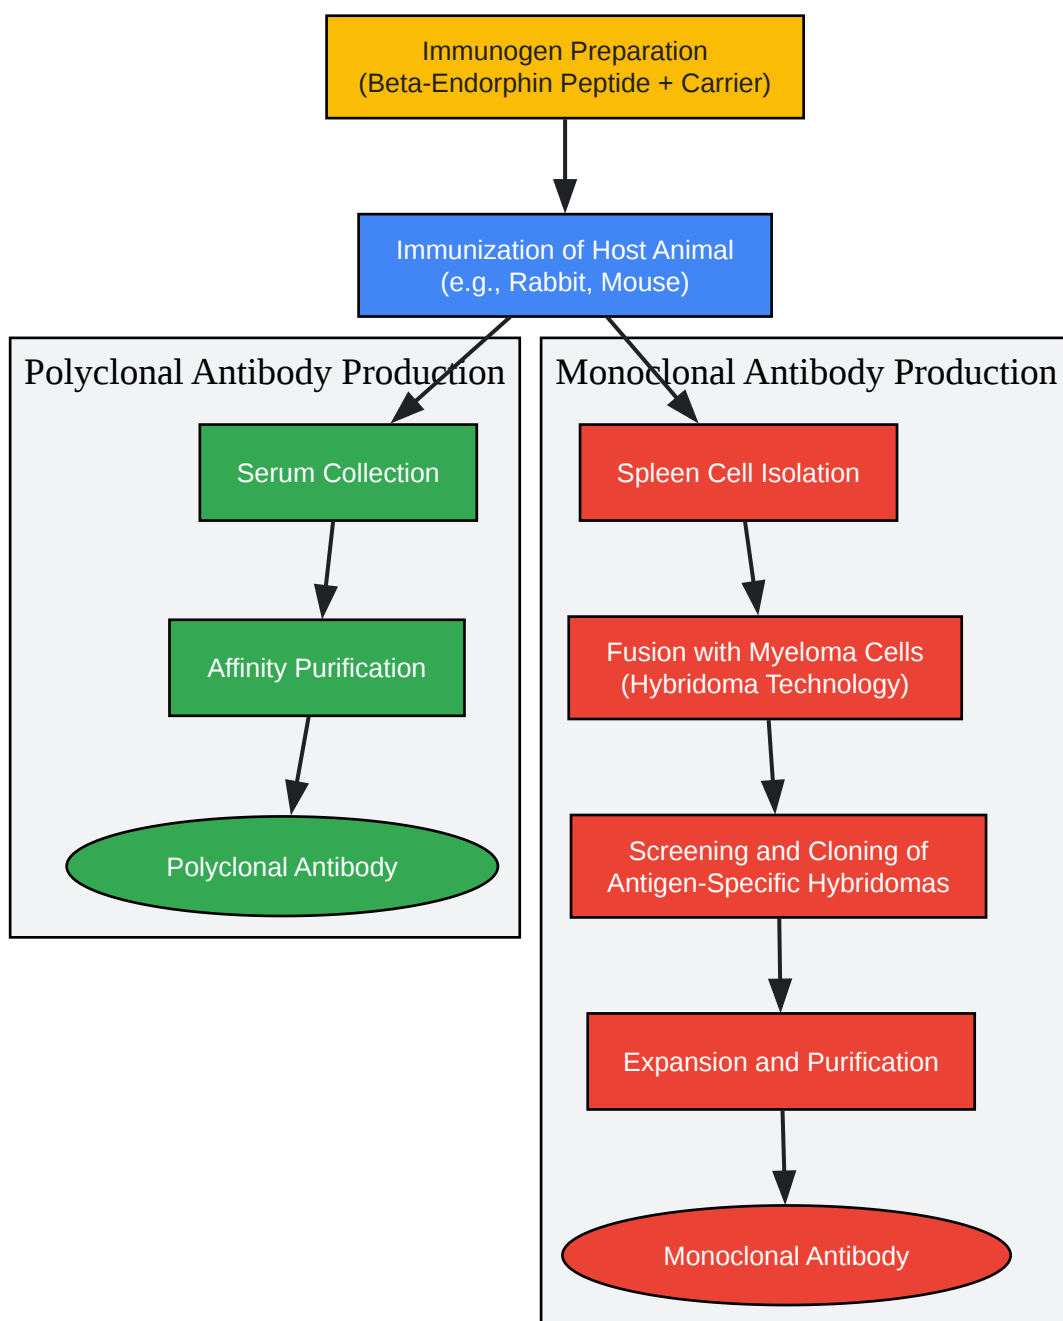 Immunogen Preparation
(Beta-Endorphin Peptide + Carrier)
Immunization of Host Animal
(e.g., Rabbit, Mouse)
Polyclonal Antibody Production
Serum Collection
Affinity Purification
Polyclonal Antibody
Monoclonal Antibody Production
Spleen Cell Isolation
Fusion with Myeloma Cells
(Hybridoma Technology)
Screening and Cloning of
Antigen-Specific Hybridomas
Expansion and Purification
Monoclonal Antibody